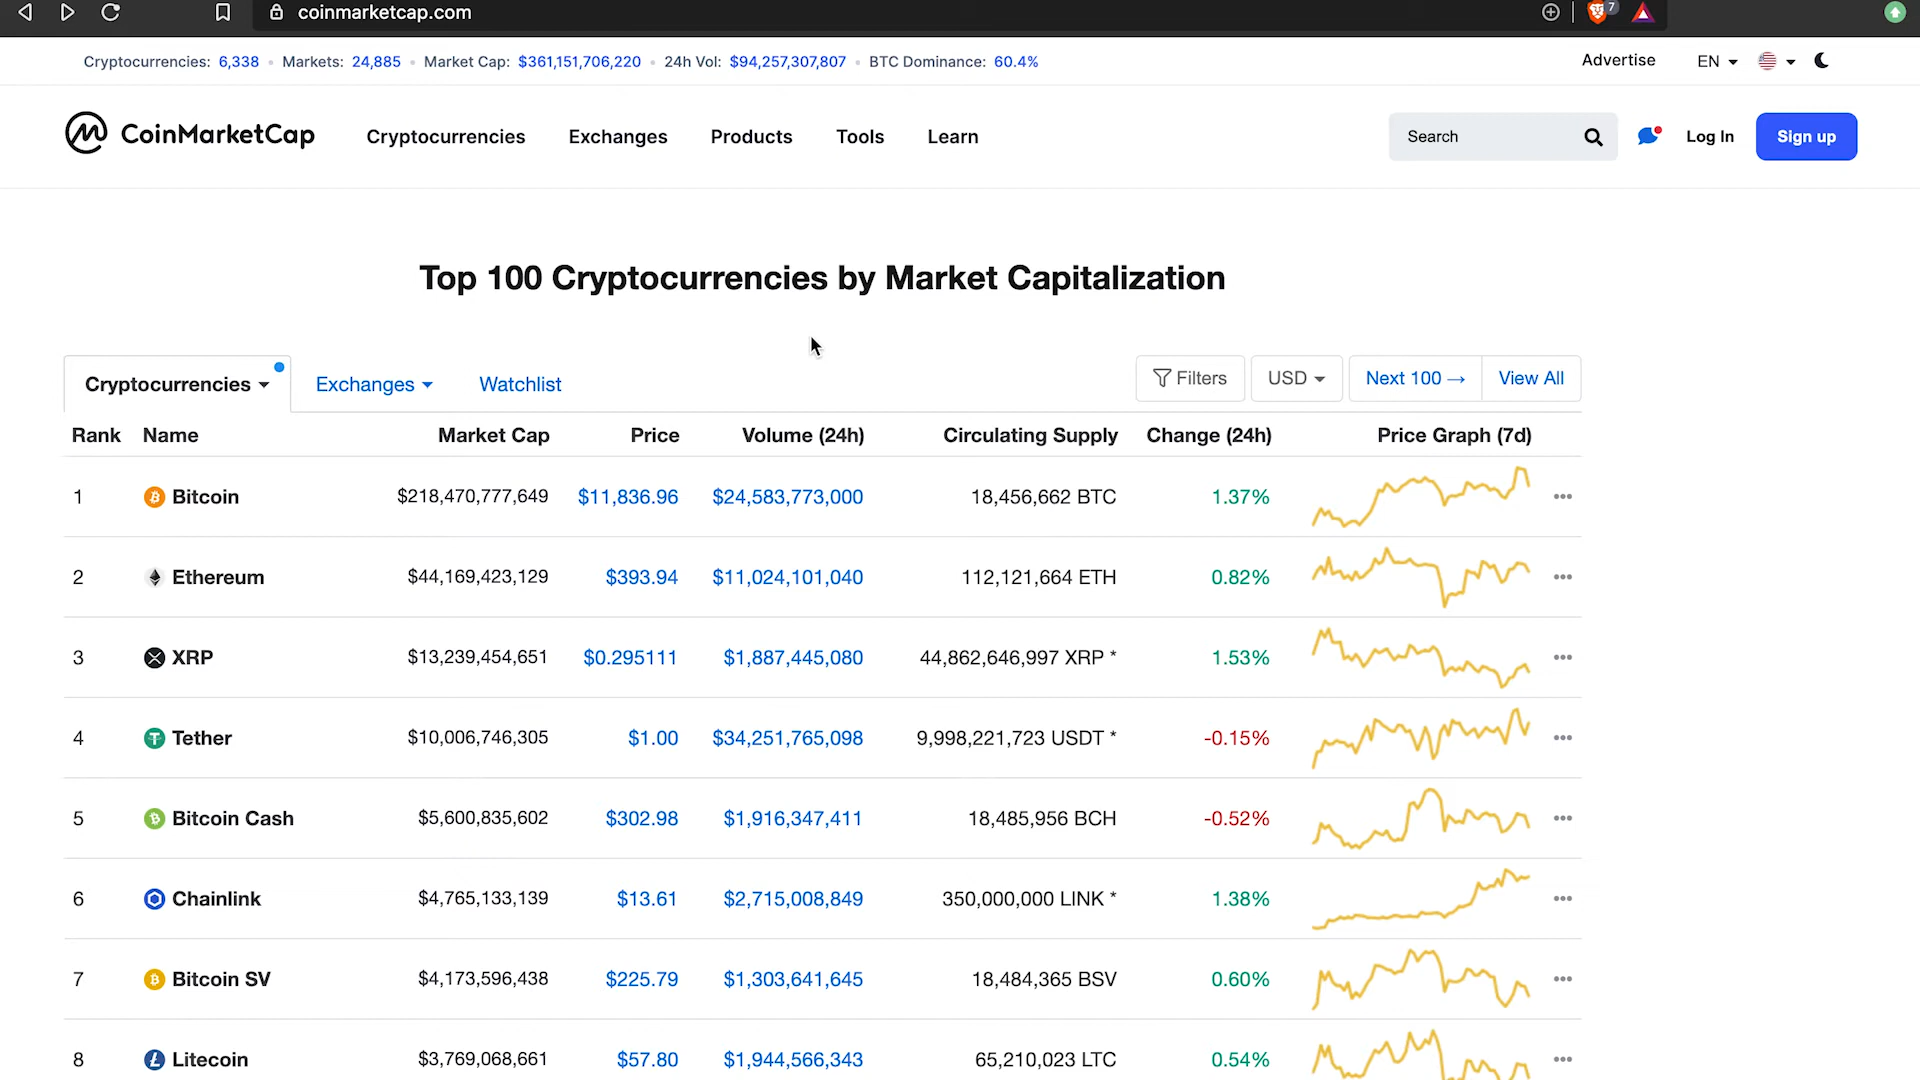 coinmarketcap.com
7
Cryptocurrencies: 6,338 • Markets: 24,885 • Market Cap: $361,151,706,220 • 24h Vol: $94,257,307,807 • BTC Dominance: 60.4% Advertise EN
CoinMarketCap Cryptocurrencies Exchanges Products Tools Learn Search Log In Sign up
Top 100 Cryptocurrencies by Market Capitalization
Cryptocurrencies Exchanges Watchlist Filters USD Next 100 → View All
Rank Name Market Cap Price Volume (24h) Circulating Supply Change (24h) Price Graph (7d)
1 Bitcoin $218,470,777,649 $11,836.96 $24,583,773,000 18,456,662 BTC 1.37%
2 Ethereum $44,169,423,129 $393.94 $11,024,101,040 112,121,664 ETH 0.82%
3 XRP $13,239,454,651 $0.295111 $1,887,445,080 44,862,646,997 XRP * 1.53%
4 Tether $10,006,746,305 $1.00 $34,251,765,098 9,998,221,723 USDT * -0.15%
5 Bitcoin Cash $5,600,835,602 $302.98 $1,916,347,411 18,485,956 BCH -0.52%
6 Chainlink $4,765,133,139 $13.61 $2,715,008,849 350,000,000 LINK * 1.38%
7 Bitcoin SV $4,173,596,438 $225.79 $1,303,641,645 18,484,365 BSV 0.60%
8 Litecoin $3,769,068,661 $57.80 $1,944,566,343 65,210,023 LTC 0.54%